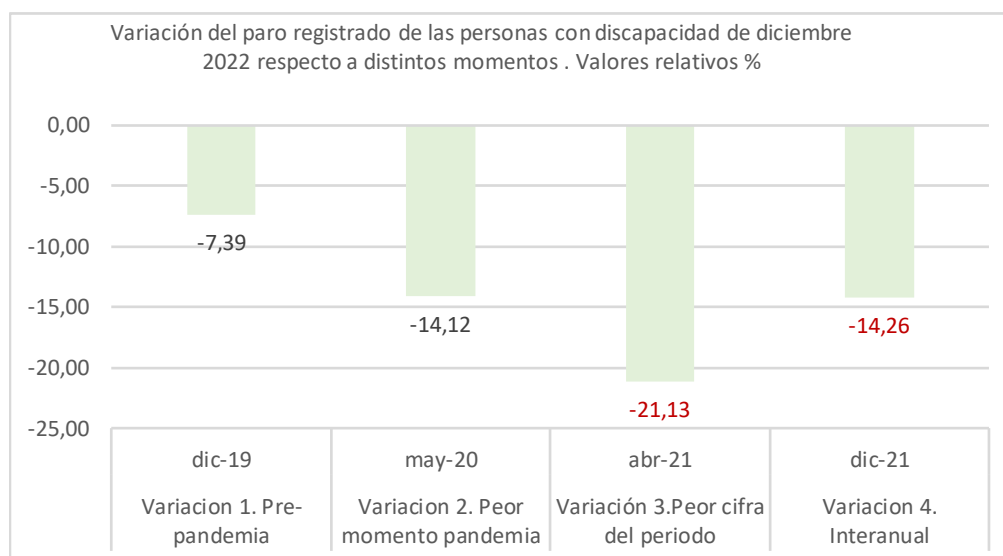 Variación del paro registrado de las personas con discapacidad de diciembre
2022 respecto a distintos momentos . Valores relativos %
0,00
-5,00
-10,00
-15,00
-20,00
-25,00
-7,39
-14,12
-21,13
-14,26
dic-19
may-20
abr-21
dic-21
Variacion 1. Pre-
pandemia
Variacion 2. Peor
momento pandemia
Variación 3.Peor cifra
del periodo
Variacion 4.
Interanual